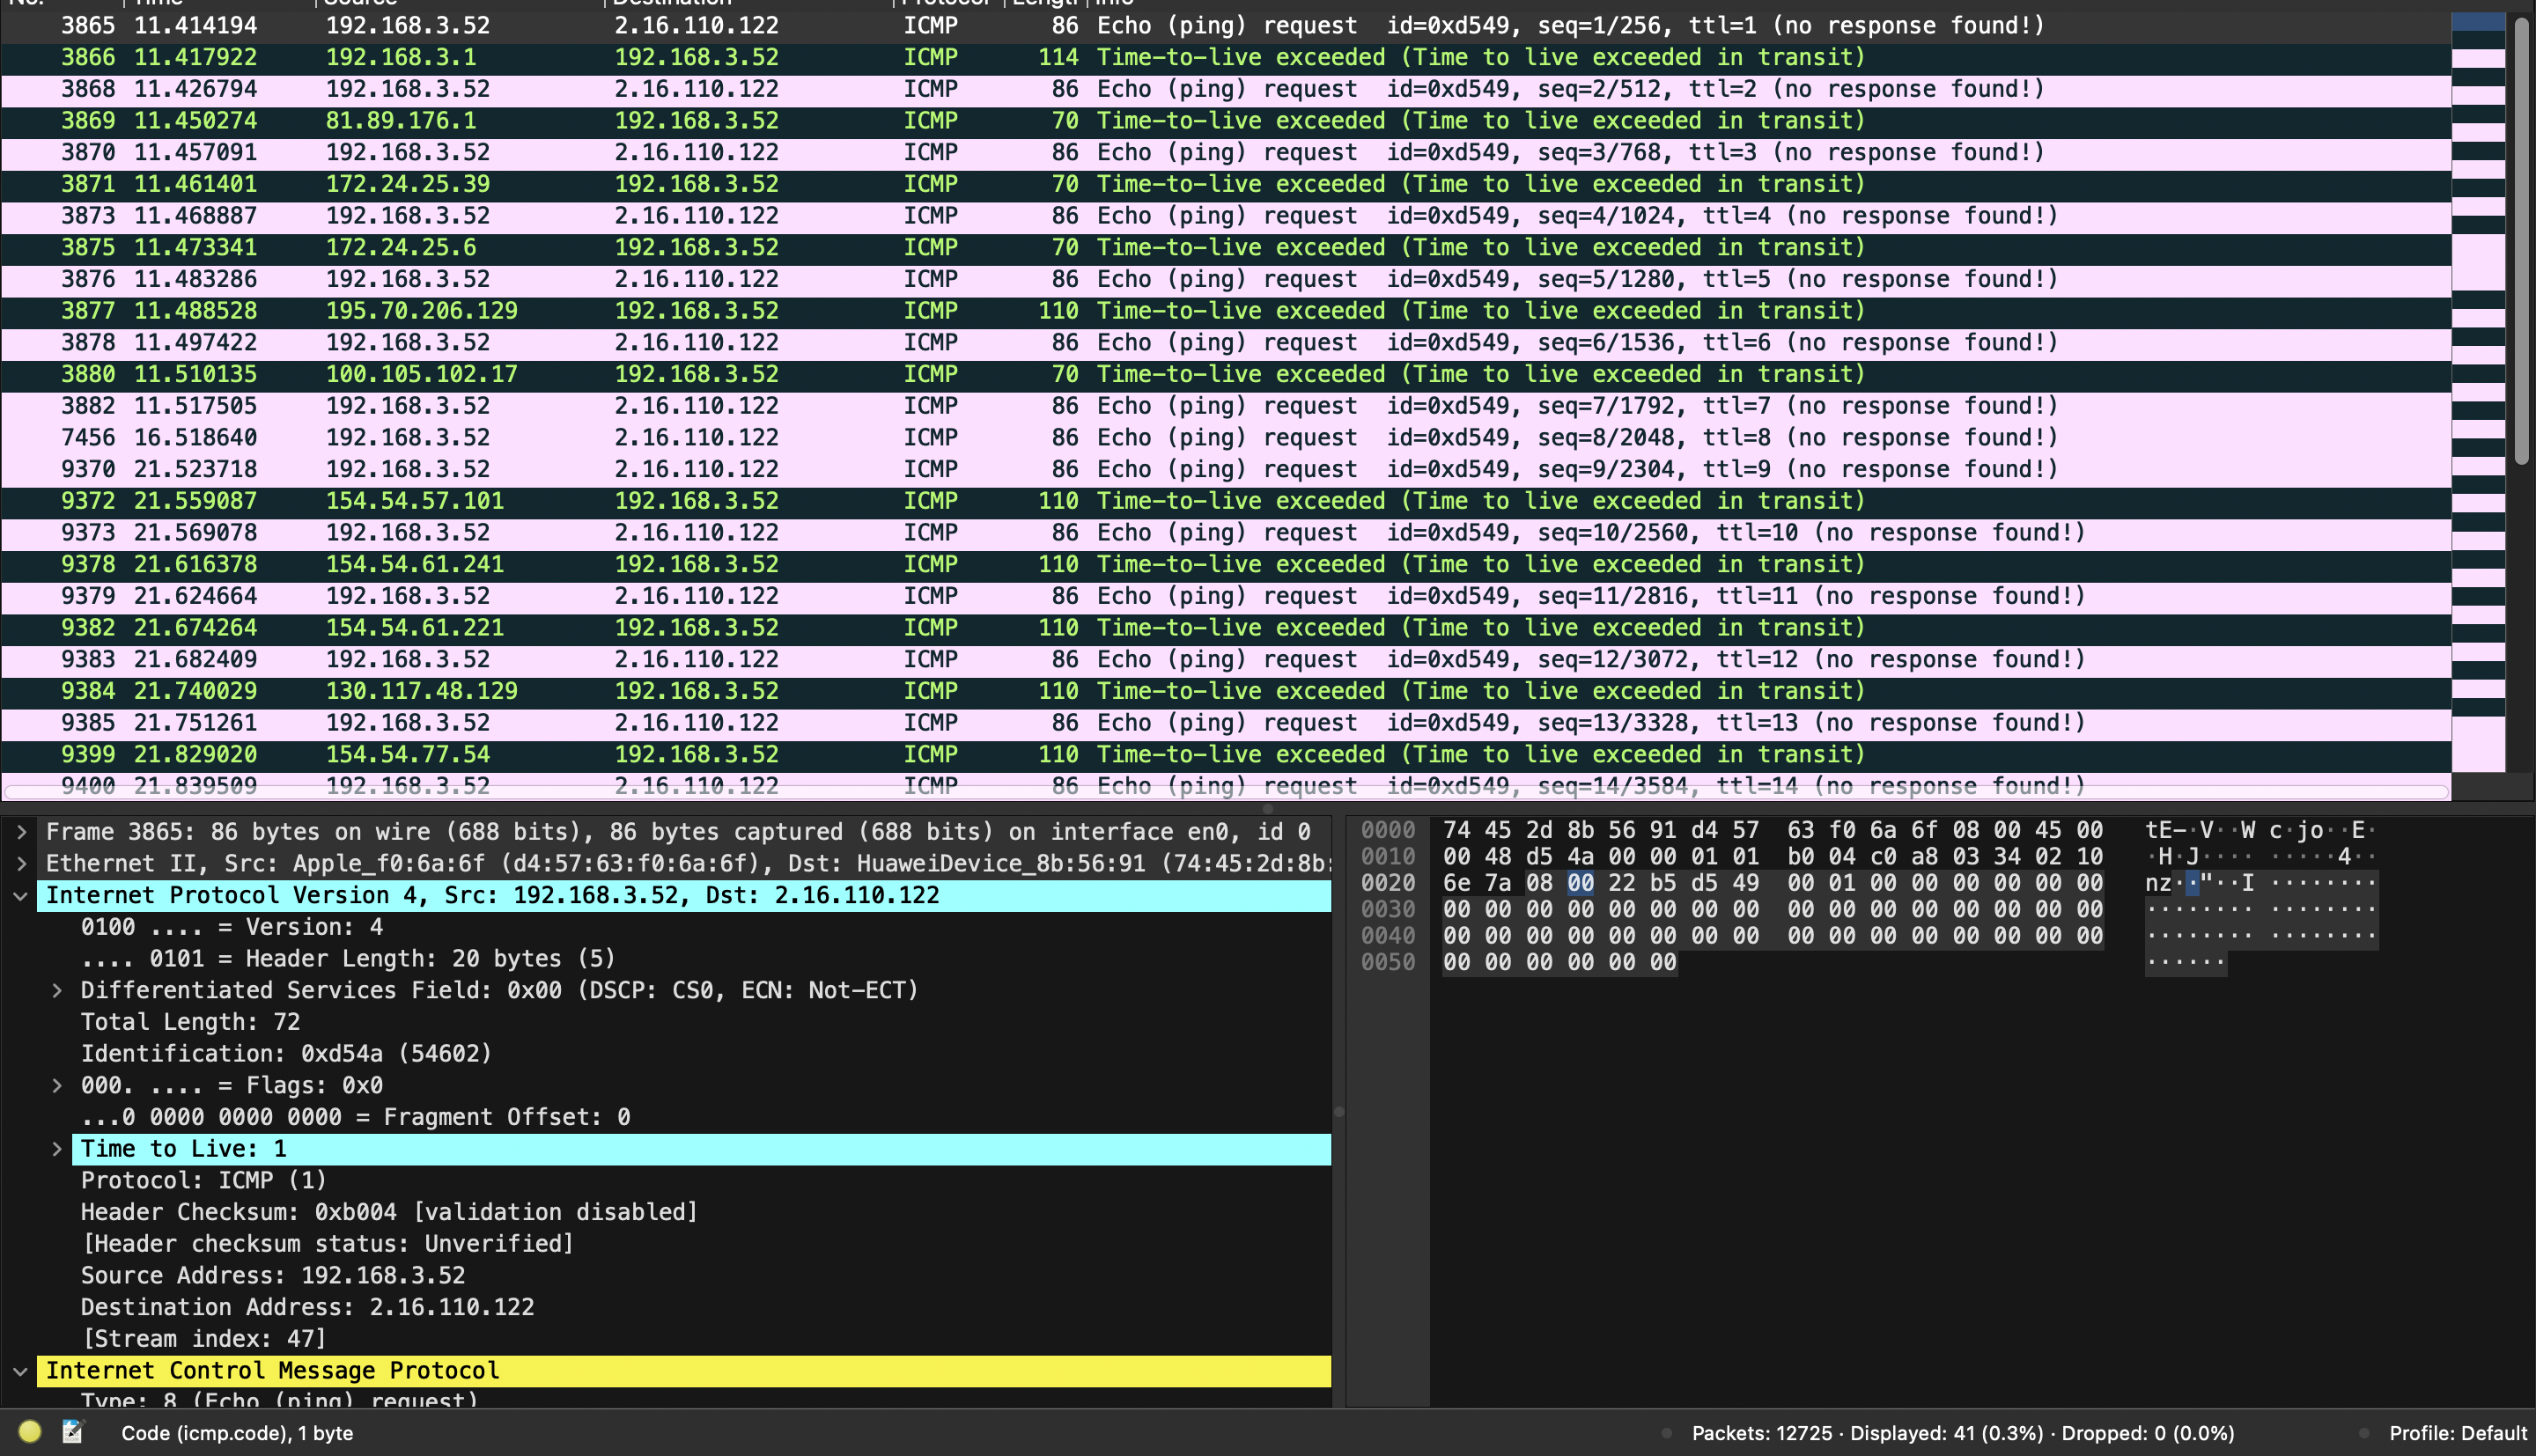 No. Time Source Destination Protocol Length Info
3865 11.414194 192.168.3.52 2.16.110.122 ICMP 86 Echo (ping) request id=0xd549, seq=1/256, ttl=1 (no response found!)
3866 11.417922 192.168.3.1 192.168.3.52 ICMP 114 Time-to-live exceeded (Time to live exceeded in transit)
3868 11.426794 192.168.3.52 2.16.110.122 ICMP 86 Echo (ping) request id=0xd549, seq=2/512, ttl=2 (no response found!)
3869 11.450274 81.89.176.1 192.168.3.52 ICMP 70 Time-to-live exceeded (Time to live exceeded in transit)
3870 11.457091 192.168.3.52 2.16.110.122 ICMP 86 Echo (ping) request id=0xd549, seq=3/768, ttl=3 (no response found!)
3871 11.461401 172.24.25.39 192.168.3.52 ICMP 70 Time-to-live exceeded (Time to live exceeded in transit)
3873 11.468887 192.168.3.52 2.16.110.122 ICMP 86 Echo (ping) request id=0xd549, seq=4/1024, ttl=4 (no response found!)
3875 11.473341 172.24.25.6 192.168.3.52 ICMP 70 Time-to-live exceeded (Time to live exceeded in transit)
3876 11.483286 192.168.3.52 2.16.110.122 ICMP 86 Echo (ping) request id=0xd549, seq=5/1280, ttl=5 (no response found!)
3877 11.488528 195.70.206.129 192.168.3.52 ICMP 110 Time-to-live exceeded (Time to live exceeded in transit)
3878 11.497422 192.168.3.52 2.16.110.122 ICMP 86 Echo (ping) request id=0xd549, seq=6/1536, ttl=6 (no response found!)
3880 11.510135 100.105.102.17 192.168.3.52 ICMP 70 Time-to-live exceeded (Time to live exceeded in transit)
3882 11.517505 192.168.3.52 2.16.110.122 ICMP 86 Echo (ping) request id=0xd549, seq=7/1792, ttl=7 (no response found!)
7456 16.518640 192.168.3.52 2.16.110.122 ICMP 86 Echo (ping) request id=0xd549, seq=8/2048, ttl=8 (no response found!)
9370 21.523718 192.168.3.52 2.16.110.122 ICMP 86 Echo (ping) request id=0xd549, seq=9/2304, ttl=9 (no response found!)
9372 21.559087 154.54.57.101 192.168.3.52 ICMP 110 Time-to-live exceeded (Time to live exceeded in transit)
9373 21.569078 192.168.3.52 2.16.110.122 ICMP 86 Echo (ping) request id=0xd549, seq=10/2560, ttl=10 (no response found!)
9378 21.616378 154.54.61.241 192.168.3.52 ICMP 110 Time-to-live exceeded (Time to live exceeded in transit)
9379 21.624664 192.168.3.52 2.16.110.122 ICMP 86 Echo (ping) request id=0xd549, seq=11/2816, ttl=11 (no response found!)
9382 21.674264 154.54.61.221 192.168.3.52 ICMP 110 Time-to-live exceeded (Time to live exceeded in transit)
9383 21.682409 192.168.3.52 2.16.110.122 ICMP 86 Echo (ping) request id=0xd549, seq=12/3072, ttl=12 (no response found!)
9384 21.740029 130.117.48.129 192.168.3.52 ICMP 110 Time-to-live exceeded (Time to live exceeded in transit)
9385 21.751261 192.168.3.52 2.16.110.122 ICMP 86 Echo (ping) request id=0xd549, seq=13/3328, ttl=13 (no response found!)
9399 21.829020 154.54.77.54 192.168.3.52 ICMP 110 Time-to-live exceeded (Time to live exceeded in transit)
9400 21.839509 192.168.3.52 2.16.110.122 ICMP 86 Echo (ping) request id=0xd549, seq=14/3584, ttl=14 (no response found!)
Frame 3865: 86 bytes on wire (688 bits), 86 bytes captured (688 bits) on interface en0, id 0
Ethernet II, Src: Apple_f0:6a:6f (d4:57:63:f0:6a:6f), Dst: HuaweiDevice_8b:56:91 (74:45:2d:8b:
Internet Protocol Version 4, Src: 192.168.3.52, Dst: 2.16.110.122
0100 .... = Version: 4
.... 0101 = Header Length: 20 bytes (5)
Differentiated Services Field: 0x00 (DSCP: CS0, ECN: Not-ECT)
Total Length: 72
Identification: 0xd54a (54602)
000. .... = Flags: 0x0
...0 0000 0000 0000 = Fragment Offset: 0
Time to Live: 1
Protocol: ICMP (1)
Header Checksum: 0xb004 [validation disabled]
[Header checksum status: Unverified]
Source Address: 192.168.3.52
Destination Address: 2.16.110.122
[Stream index: 47]
Internet Control Message Protocol
Type: 8 (Echo (ping) request)
0000 74 45 2d 8b 56 91 d4 57 63 f0 6a 6f 08 00 45 00 tE-·V··W c·jo··E·
0010 00 48 d5 4a 00 00 01 01 b0 04 c0 a8 03 34 02 10 ·H·J···· ·····4··
0020 6e 7a 08 00 22 b5 d5 49 00 01 00 00 00 00 00 00 nz··"··I ········
0030 00 00 00 00 00 00 00 00 00 00 00 00 00 00 00 00 ········ ········
0040 00 00 00 00 00 00 00 00 00 00 00 00 00 00 00 00 ········ ········
0050 00 00 00 00 00 00 ······
Code (icmp.code), 1 byte
Packets: 12725 · Displayed: 41 (0.3%) · Dropped: 0 (0.0%)
Profile: Default